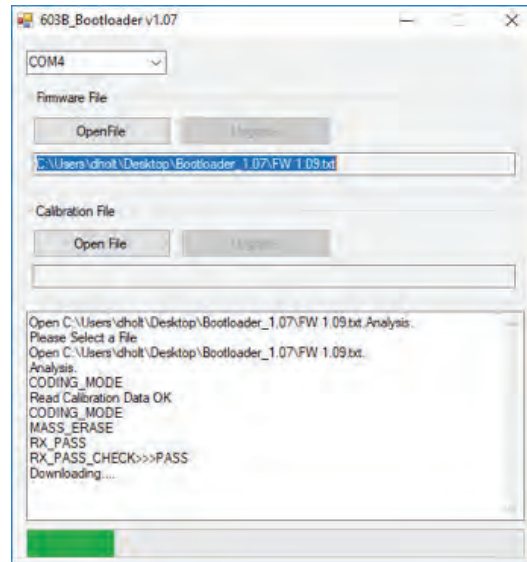 603B_Bootloader v1.07
COM4
Firmware File
OpenFile
Upgrade
C:\Users\dholt\Desktop\Bootloader_1.07\FW 1.09.txt
Calibration File
Open File
Upgrade
Open C:\Users\dholt\Desktop\Bootloader_1.07\FW 1.09.txt.Analysis.
Please Select a File
Open C:\Users\dholt\Desktop\Bootloader_1.07\FW 1.09.txt.
Analysis.
CODING_MODE
Read Calibration Data OK
CODING_MODE
MASS_ERASE
RX_PASS
RX_PASS_CHECK>>>PASS
Downloading....